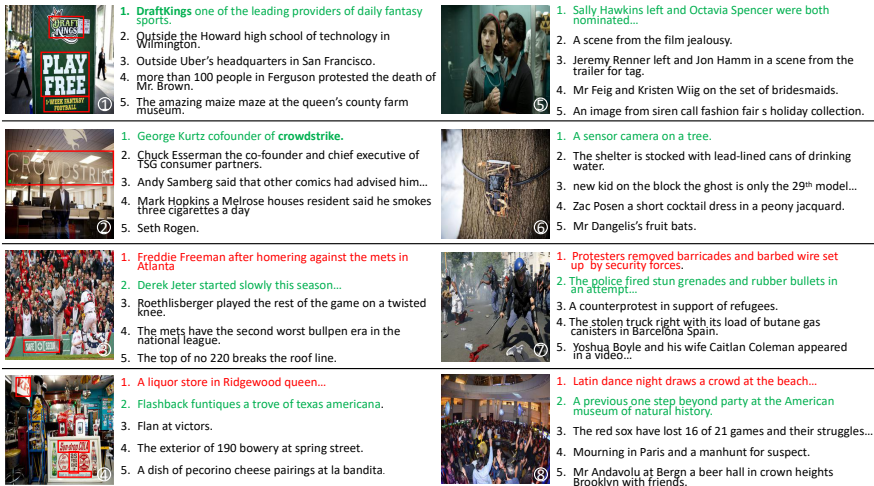 DRAFT
KINGS
PLAY
FREE
1-WEEK FANTASY
FOOTBALL
①
1. DraftKings one of the leading providers of daily fantasy
sports.
2. Outside the Howard high school of technology in
Wilmington.
3. Outside Uber's headquarters in San Francisco.
4. more than 100 people in Ferguson protested the death of
Mr. Brown.
5. The amazing maize maze at the queen's county farm
museum.
⑤
1. Sally Hawkins left and Octavia Spencer were both
nominated...
2. A scene from the film jealousy.
3. Jeremy Renner left and Jon Hamm in a scene from the
trailer for tag.
4. Mr Feig and Kristen Wiig on the set of bridesmaids.
5. An image from siren call fashion fair s holiday collection.
CROWDSTRIKE
②
1. George Kurtz cofounder of crowdstrike.
2. Chuck Esserman the co-founder and chief executive of
TSG consumer partners.
3. Andy Samberg said that other comics had advised him...
4. Mark Hopkins a Melrose houses resident said he smokes
three cigarettes a day
5. Seth Rogen.
⑥
1. A sensor camera on a tree.
2. The shelter is stocked with lead-lined cans of drinking
water.
3. new kid on the block the ghost is only the 29th model...
4. Zac Posen a short cocktail dress in a peony jacquard.
5. Mr Dangelis's fruit bats.
③
1. Freddie Freeman after homering against the mets in
Atlanta
2. Derek Jeter started slowly this season...
3. Roethlisberger played the rest of the game on a twisted
knee.
4. The mets have the second worst bullpen era in the
national league.
5. The top of no 220 breaks the roof line.
⑦
1. Protesters removed barricades and barbed wire set
up by security forces.
2. The police fired stun grenades and rubber bullets in
an attempt...
3. A counterprotest in support of refugees.
4. The stolen truck right with its load of butane gas
canisters in Barcelona Spain.
5. Yoshua Boyle and his wife Caitlan Coleman appeared
in a video...
④
1. A liquor store in Ridgewood queen...
2. Flashback funtiques a trove of texas americana.
3. Flan at victors.
4. The exterior of 190 bowery at spring street.
5. A dish of pecorino cheese pairings at la bandita.
⑧
1. Latin dance night draws a crowd at the beach...
2. A previous one step beyond party at the American
museum of natural history.
3. The red sox have lost 16 of 21 games and their struggles...
4. Mourning in Paris and a manhunt for suspect.
5. Mr Andavolu at Bergn a beer hall in crown heights
Brooklyn with friends.